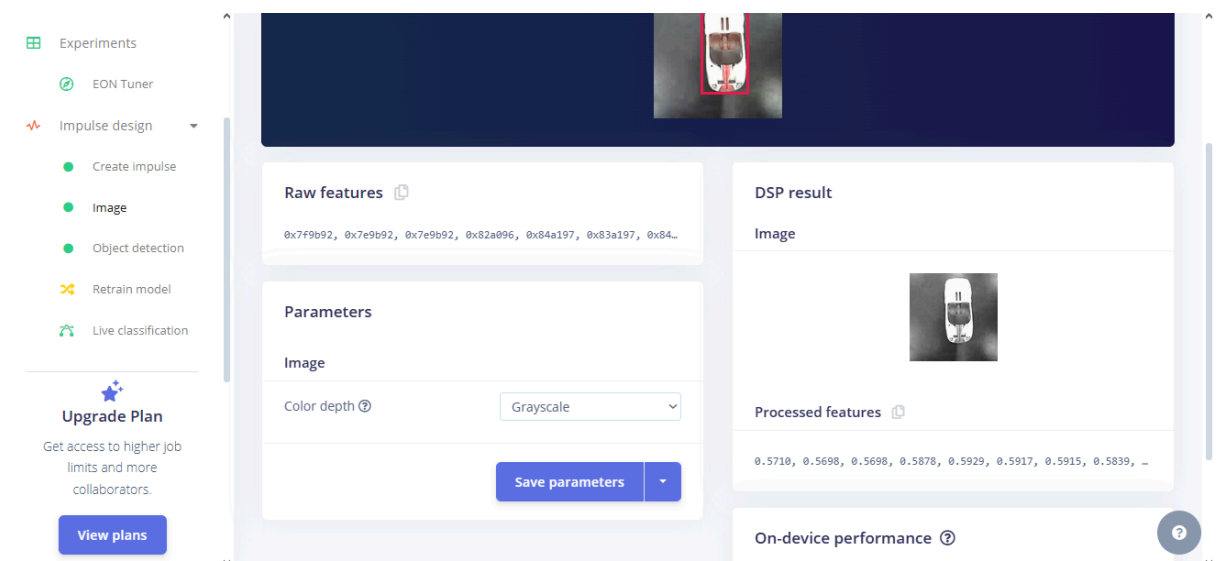 Experiments
EON Tuner
Impulse design
Create impulse
Image
Object detection
Retrain model
Live classification
Upgrade Plan
Get access to higher job
limits and more
collaborators.
View plans
Raw features
0x7f9b92, 0x7e9b92, 0x7e9b92, 0x82a096, 0x84a197, 0x83a197, 0x84…
Parameters
Image
Color depth
Grayscale
Save parameters
DSP result
Image
Processed features
0.5710, 0.5698, 0.5698, 0.5878, 0.5929, 0.5917, 0.5915, 0.5839, …
On-device performance